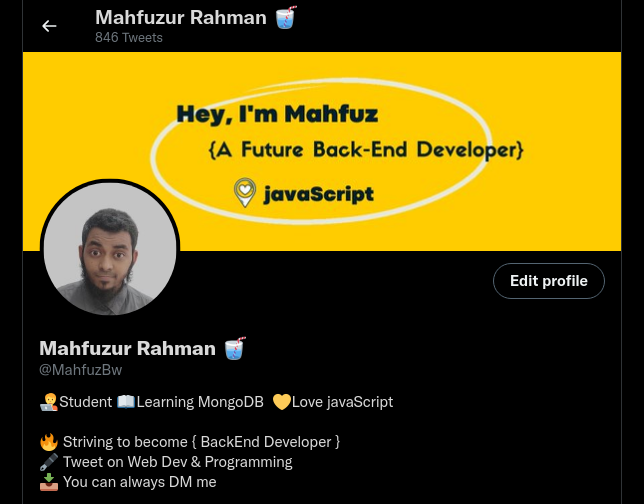 Mahfuzur Rahman 🥤
846 Tweets
Hey, I'm Mahfuz
{A Future Back-End Developer}
javaScript
Edit profile
Mahfuzur Rahman 🥤
@MahfuzBw
👨‍💻Student 📖Learning MongoDB 💛Love javaScript
🔥 Striving to become { BackEnd Developer }
🎤 Tweet on Web Dev & Programming
📥 You can always DM me